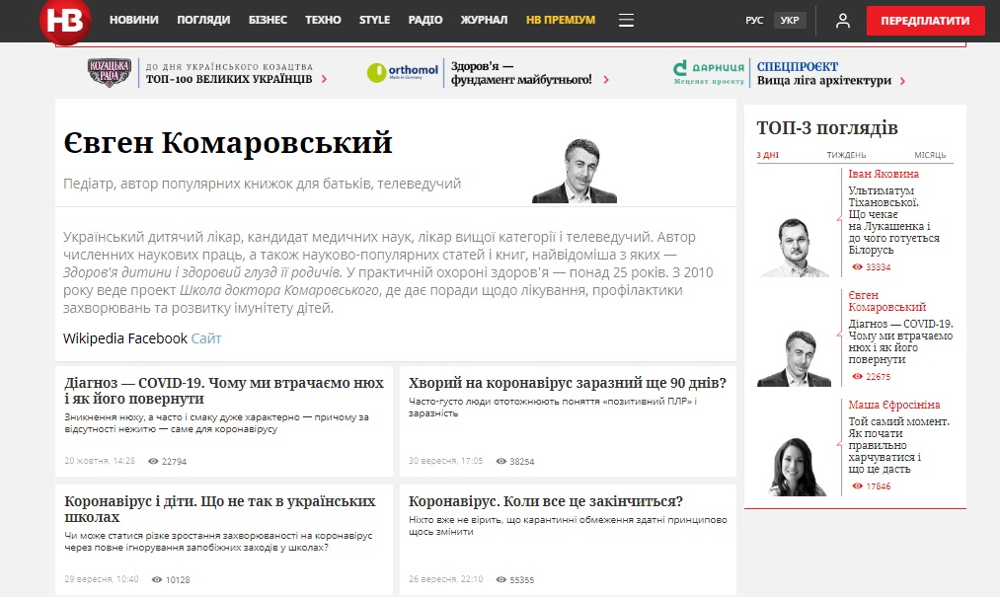 НВ
НОВИНИ ПОГЛЯДИ БІЗНЕС ТЕХНО STYLE РАДІО ЖУРНАЛ НВ ПРЕМІУМ
РУС УКР ПЕРЕДПЛАТИТИ
КОЗАЦЬКА РАДА
ДО ДНЯ УКРАЇНСЬКОГО КОЗАЦТВА
ТОП-100 ВЕЛИКИХ УКРАЇНЦІВ
orthomol
Made in Germany
Здоров'я —
фундамент майбутнього!
ДАРНИЦЯ
Меценат проєкту
СПЕЦПРОЄКТ
Вища ліга архітектури
Євген Комаровський
Педіатр, автор популярних книжок для батьків, телеведучий
Український дитячий лікар, кандидат медичних наук, лікар вищої категорії і телеведучий. Автор
численних наукових праць, а також науково-популярних статей і книг, найвідоміша з яких —
Здоров'я дитини і здоровий глузд її родичів. У практичній охороні здоров'я — понад 25 років. З 2010
року веде проект Школа доктора Комаровського, де дає поради щодо лікування, профілактики
захворювань та розвитку імунітету дітей.
Wikipedia Facebook Сайт
Діагноз — COVID-19. Чому ми втрачаємо нюх
і як його повернути
Зникнення нюху, а часто і смаку дуже характерно — причому за
відсутності нежитю — саме для коронавірусу
20 жовтня, 14:28 22794
Хворий на коронавірус заразний ще 90 днів?
Часто-густо люди ототожнюють поняття «позитивний ПЛР» і
заразність
30 вересня, 17:05 38254
Коронавірус і діти. Що не так в українських
школах
Чи може статися різке зростання захворюваності на коронавірус
через повне ігнорування запобіжних заходів у школах?
29 вересня, 10:40 10128
Коронавірус. Коли все це закінчиться?
Ніхто вже не вірить, що карантинні обмеження здатні принципово
щось змінити
26 вересня, 22:10 55355
ТОП-3 поглядів
3 ДНІ ТИЖДЕНЬ МІСЯЦЬ
Іван Яковина
Ультиматум
Тіхановської.
Що чекає
на Лукашенка і
до чого готується
Білорусь
33334
Євген
Комаровський
Діагноз — COVID-19.
Чому ми втрачаємо
нюх і як його
повернути
22675
Маша Єфросініна
Той самий момент.
Як почати
правильно
харчуватися і
що це дасть
17846